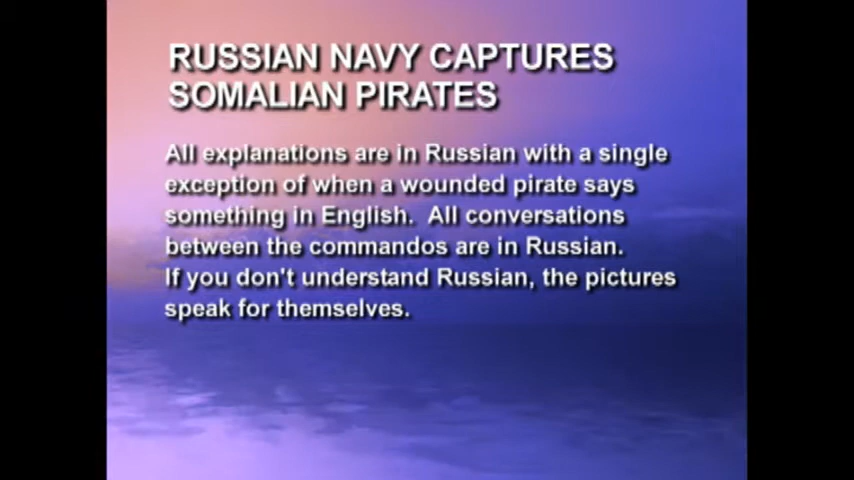 RUSSIAN NAVY CAPTURES
SOMALIAN PIRATES
All explanations are in Russian with a single
exception of when a wounded pirate says
something in English.  All conversations
between the commandos are in Russian.
If you don't understand Russian, the pictures
speak for themselves.